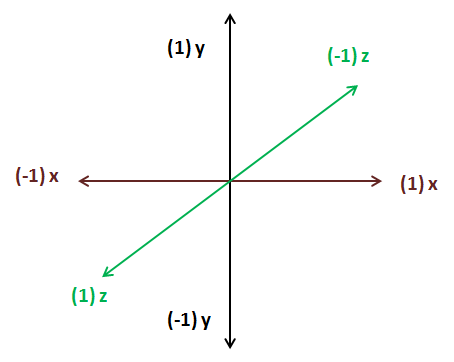 (1) y
(-1) z
(-1) x
(1) x
(1) z
(-1) y